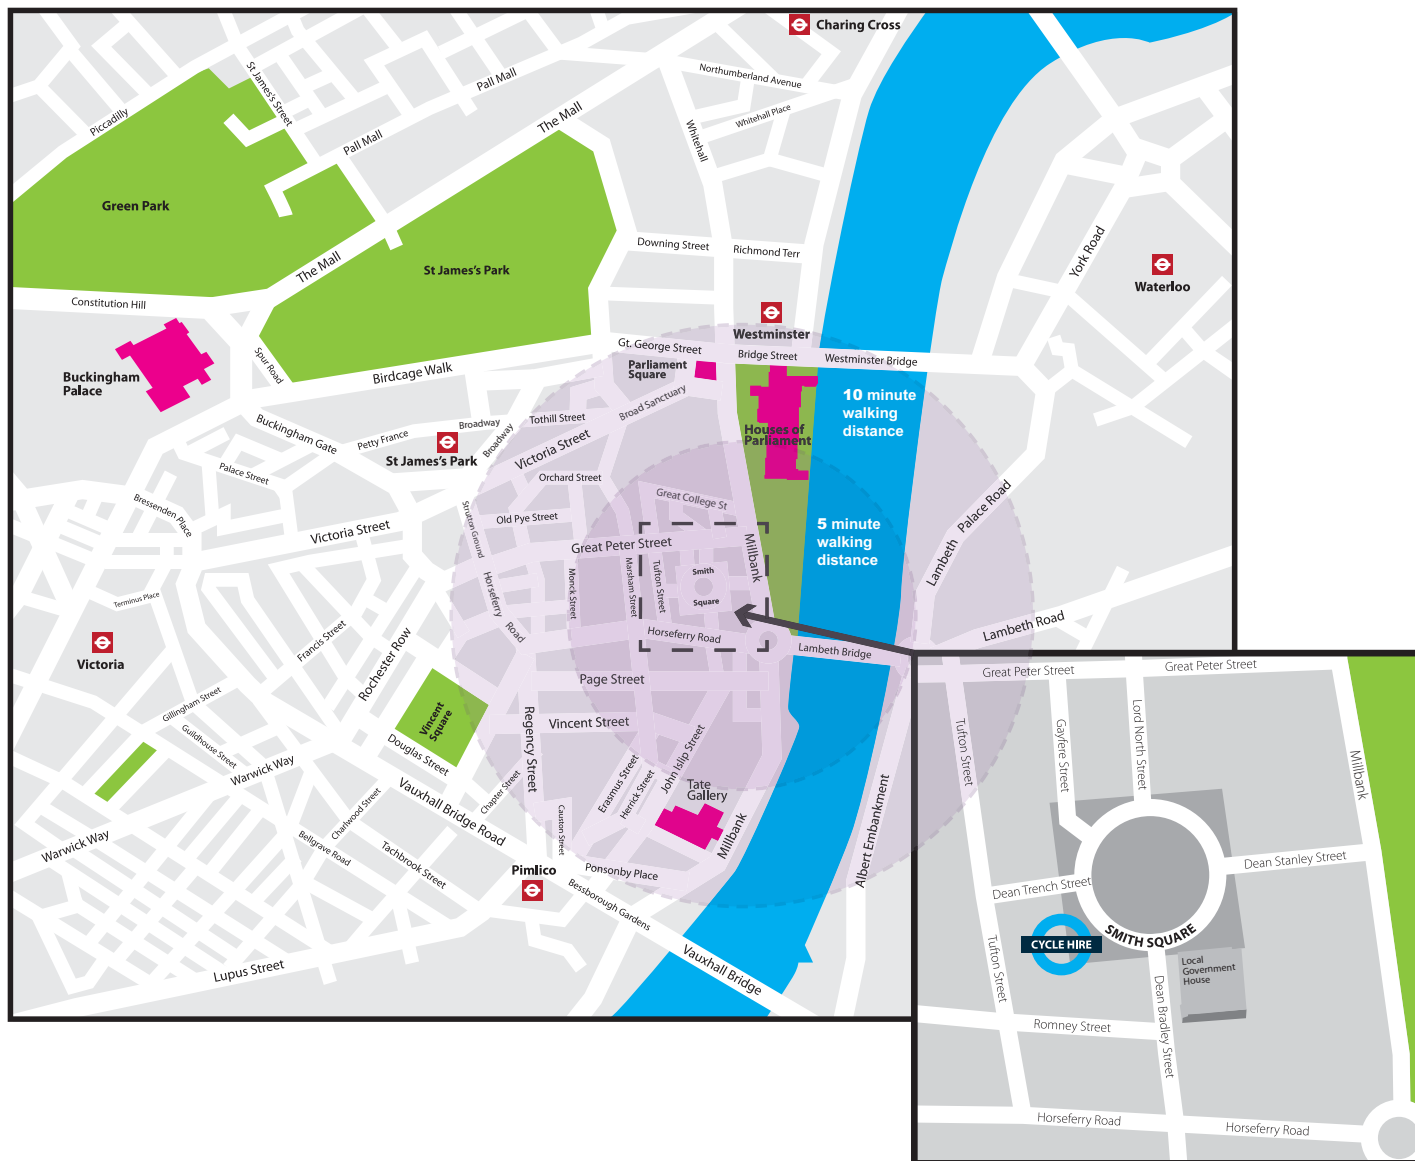 Charing Cross
Northumberland Avenue
Whitehall Place
Whitehall
St James's Street
Pall Mall
Pall Mall
Piccadilly
The Mall
Green Park
The Mall
St James's Park
Downing Street
Richmond Terr
York Road
Waterloo
Constitution Hill
Westminster
Gt. George Street
Bridge Street
Westminster Bridge
Parliament
Square
Spur Road
Birdcage Walk
Buckingham
Palace
10 minute
walking
distance
Houses of
Parliament
Broad Sanctuary
Tothill Street
Broadway
Broadway
Petty France
Buckingham Gate
St James's Park
Victoria Street
Palace Street
Orchard Street
Great College St
Bressenden Place
Victoria Street
Strutton Ground
Old Pye Street
Great Peter Street
Millbank
5 minute
walking
distance
Lambeth Palace Road
Smith
Square
Tufton Street
Marsham Street
Monck Street
Horseferry
Road
Horseferry Road
Lambeth Bridge
Lambeth Road
Terminus Place
Victoria
Francis Street
Rochester Row
Page Street
Vincent Street
Vincent
Square
Regency Street
Gillingham Street
Guildhouse Street
Warwick Way
Douglas Street
Vauxhall Bridge Road
Chapter Street
Erasmus Street
Herrick Street
John Islip Street
Tate
Gallery
Millbank
Albert Embankment
Causton Street
Charlwood Street
Bellgrave Road
Tachbrook Street
Warwick Way
Pimlico
Ponsonby Place
Bessborough Gardens
Vauxhall Bridge
Lupus Street
Great Peter Street
Great Peter Street
Tufton Street
Gayfere Street
Lord North Street
Millbank
Dean Stanley Street
Dean Trench Street
SMITH SQUARE
CYCLE HIRE
Local
Government
House
Tufton Street
Dean Bradley Street
Romney Street
Horseferry Road
Horseferry Road